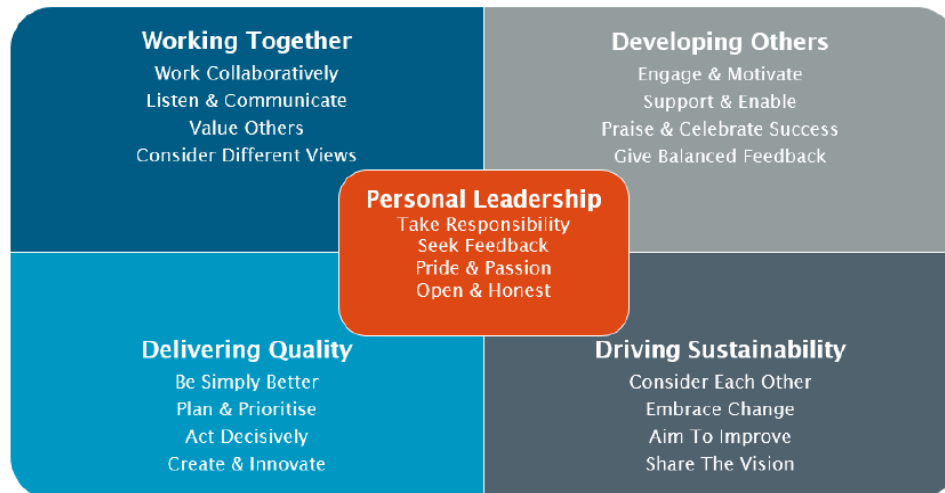 Working Together
Work Collaboratively
Listen & Communicate
Value Others
Consider Different Views
Developing Others
Engage & Motivate
Support & Enable
Praise & Celebrate Success
Give Balanced Feedback
Personal Leadership
Take Responsibility
Seek Feedback
Pride & Passion
Open & Honest
Delivering Quality
Be Simply Better
Plan & Prioritise
Act Decisively
Create & Innovate
Driving Sustainability
Consider Each Other
Embrace Change
Aim To Improve
Share The Vision